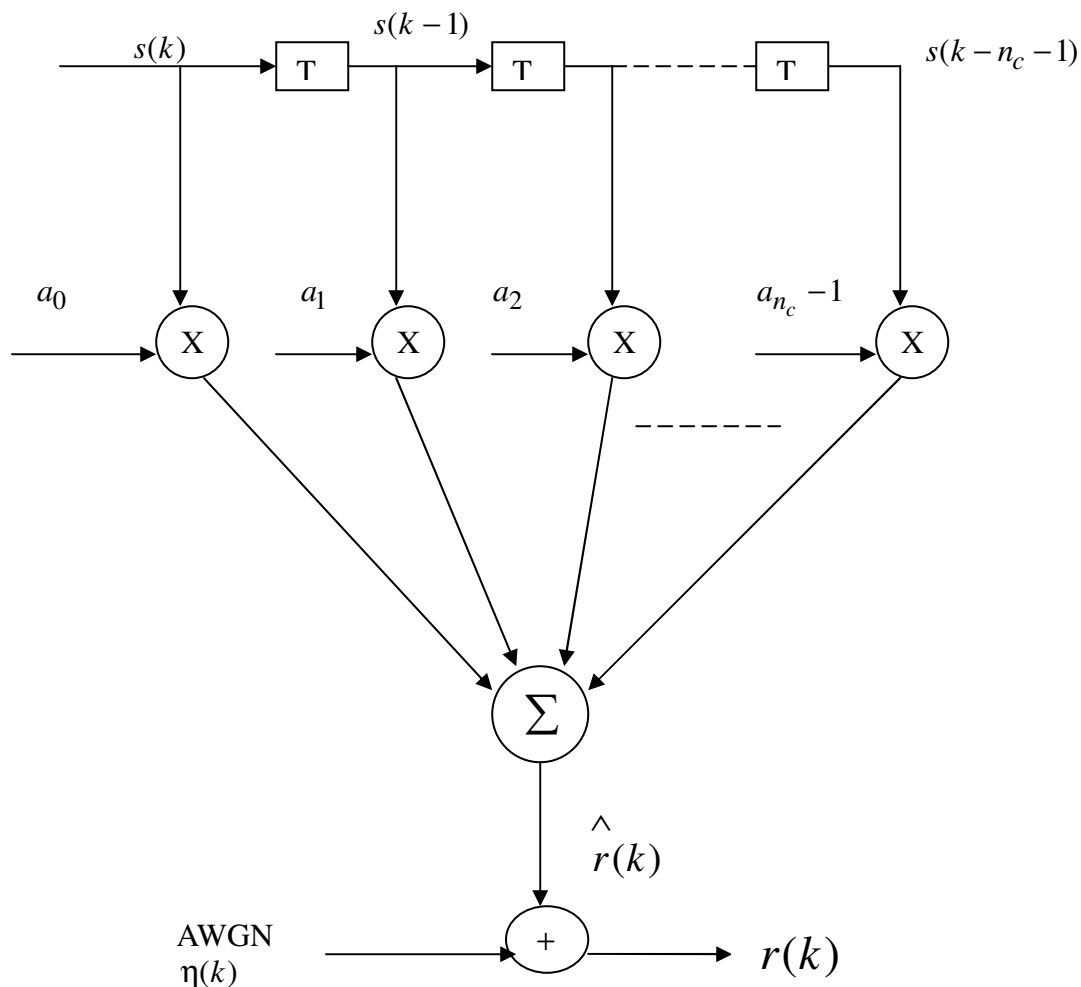 s(k)
s(k−1)
s(k−n_c−1)
T
T
T
a_0
a_1
a_2
a_{n_c}−1
X
X
X
X
Σ
^
r(k)
AWGN
η(k)
+
r(k)